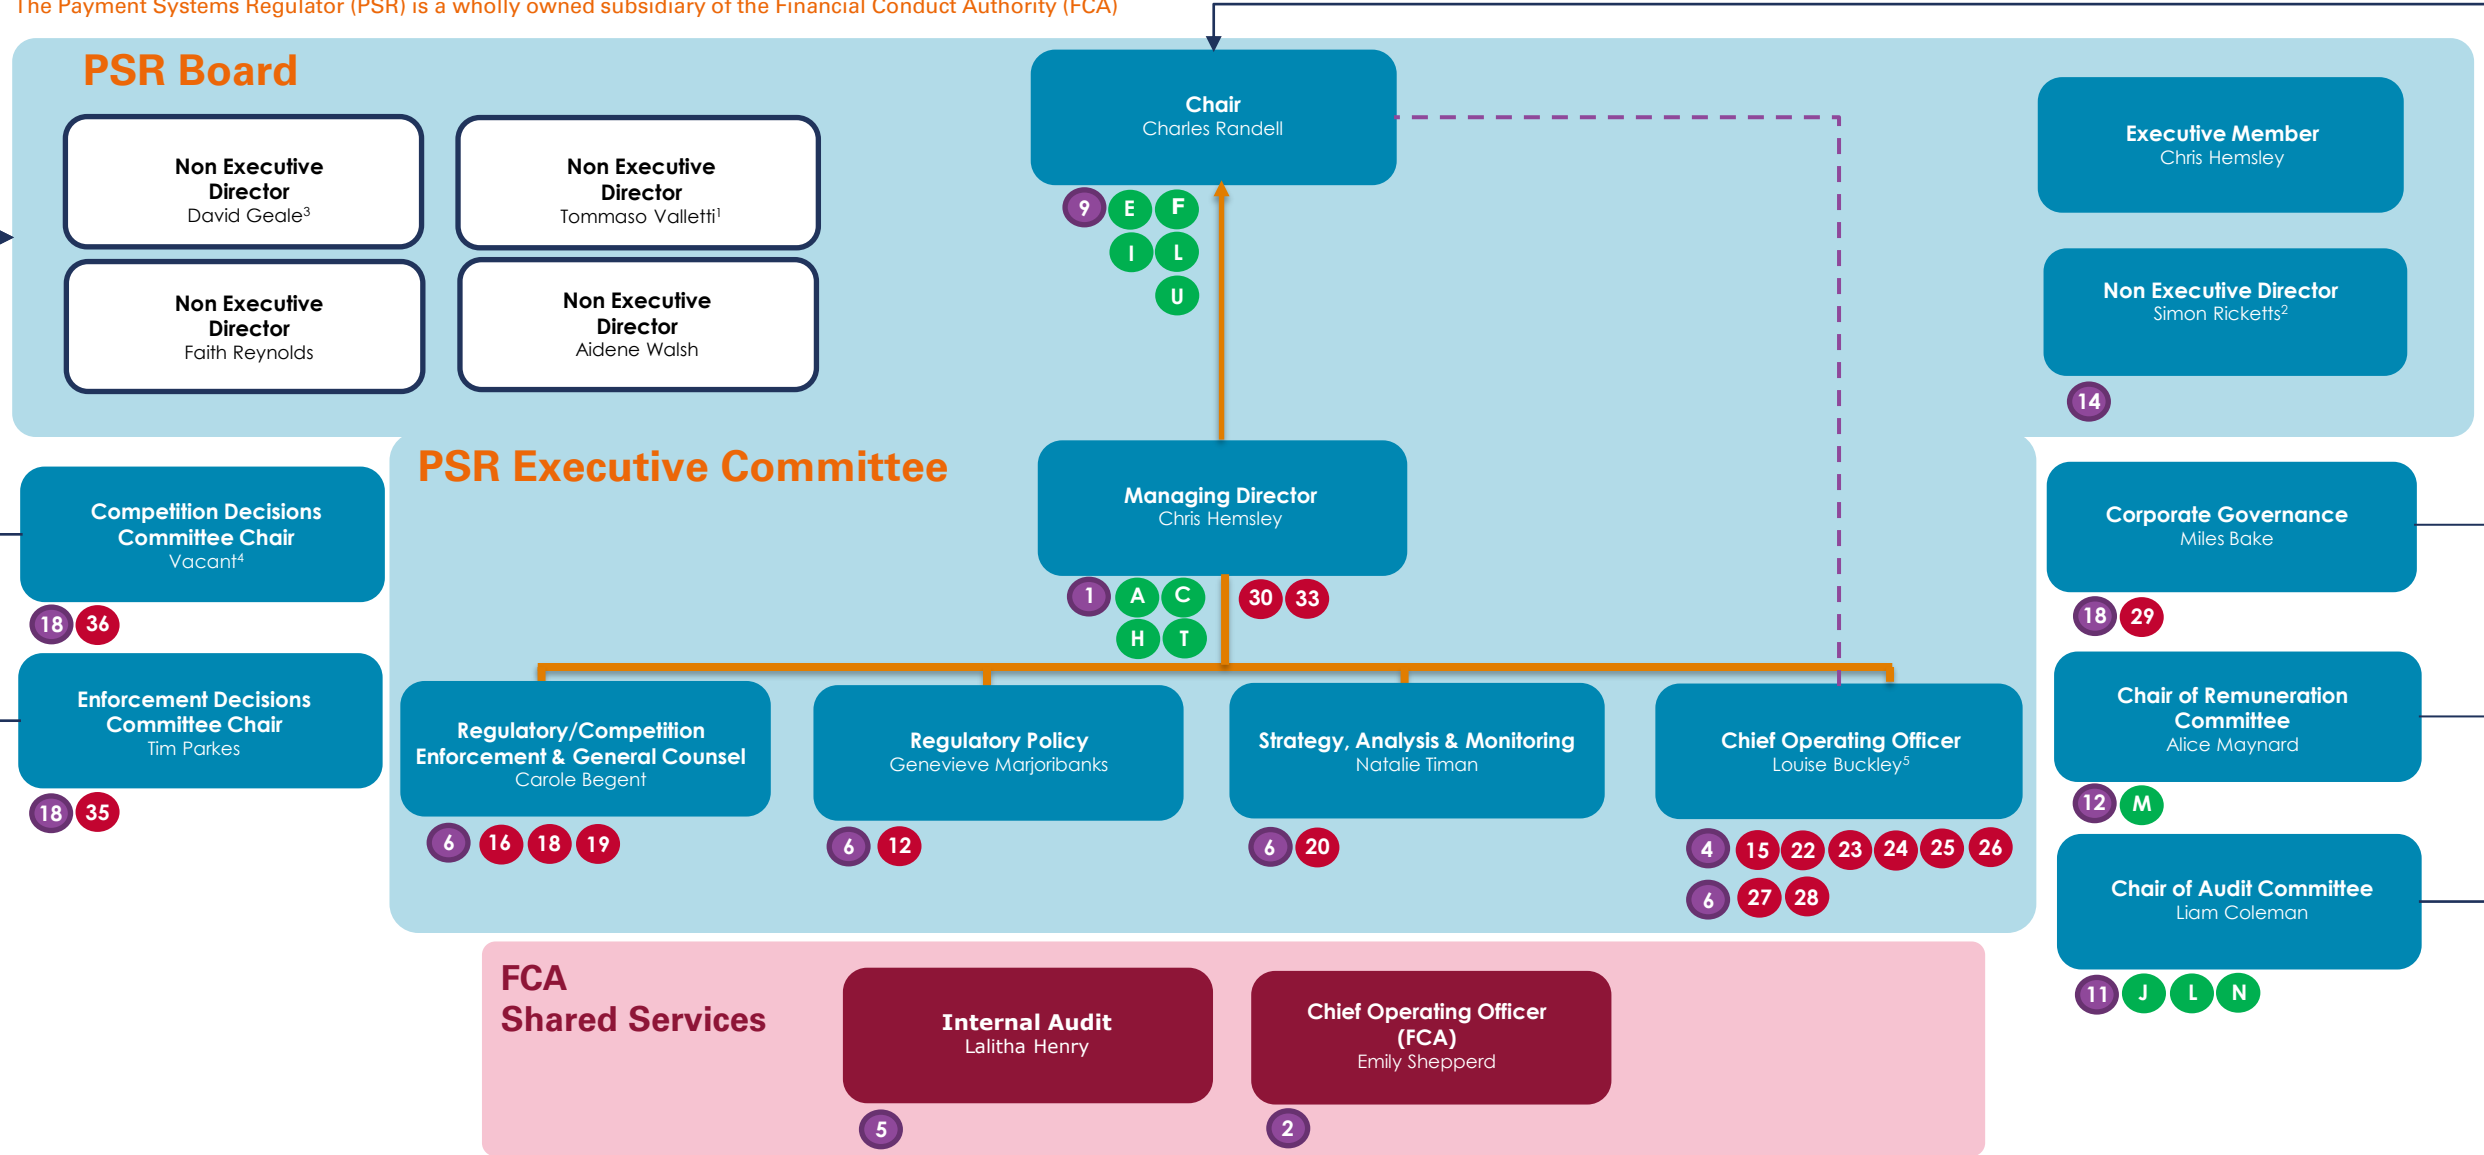 The Payment Systems Regulator (PSR) is a wholly owned subsidiary of the Financial Conduct Authority (FCA)
PSR Board
Non Executive
Director
David Geale³
Non Executive
Director
Tommaso Valletti¹
Non Executive
Director
Faith Reynolds
Non Executive
Director
Aidene Walsh
Chair
Charles Randell
9 E F
I L
U
Executive Member
Chris Hemsley
Non Executive Director
Simon Ricketts²
14
PSR Executive Committee
Managing Director
Chris Hemsley
1 A C 30 33
H T
Competition Decisions
Committee Chair
Vacant⁴
18 36
Enforcement Decisions
Committee Chair
Tim Parkes
18 35
Regulatory/Competition
Enforcement & General Counsel
Carole Begent
6 16 18 19
Regulatory Policy
Genevieve Marjoribanks
6 12
Strategy, Analysis & Monitoring
Natalie Timan
6 20
Chief Operating Officer
Louise Buckley⁵
4 15 22 23 24 25 26
6 27 28
Corporate Governance
Miles Bake
18 29
Chair of Remuneration
Committee
Alice Maynard
12 M
Chair of Audit Committee
Liam Coleman
11 J L N
FCA
Shared Services
Internal Audit
Lalitha Henry
5
Chief Operating Officer
(FCA)
Emily Shepperd
2